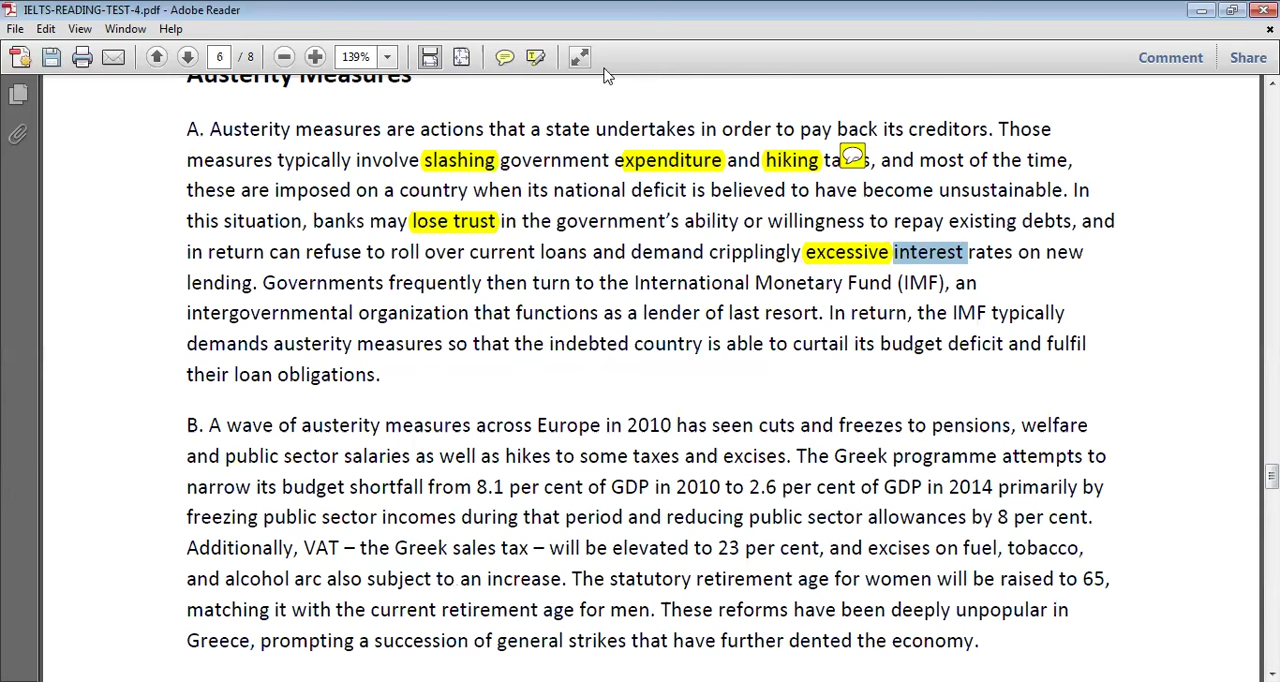 IELTS-READING-TEST-4.pdf - Adobe Reader
File Edit View Window Help
6 / 8 139% Comment Share
Austerity Measures
A. Austerity measures are actions that a state undertakes in order to pay back its creditors. Those
measures typically involve slashing government expenditure and hiking , and most of the time,
these are imposed on a country when its national deficit is believed to have become unsustainable. In
this situation, banks may lose trust in the government's ability or willingness to repay existing debts, and
in return can refuse to roll over current loans and demand cripplingly excessive interest rates on new
lending. Governments frequently then turn to the International Monetary Fund (IMF), an
intergovernmental organization that functions as a lender of last resort. In return, the IMF typically
demands austerity measures so that the indebted country is able to curtail its budget deficit and fulfil
their loan obligations.
B. A wave of austerity measures across Europe in 2010 has seen cuts and freezes to pensions, welfare
and public sector salaries as well as hikes to some taxes and excises. The Greek programme attempts to
narrow its budget shortfall from 8.1 per cent of GDP in 2010 to 2.6 per cent of GDP in 2014 primarily by
freezing public sector incomes during that period and reducing public sector allowances by 8 per cent.
Additionally, VAT – the Greek sales tax – will be elevated to 23 per cent, and excises on fuel, tobacco,
and alcohol arc also subject to an increase. The statutory retirement age for women will be raised to 65,
matching it with the current retirement age for men. These reforms have been deeply unpopular in
Greece, prompting a succession of general strikes that have further dented the economy.